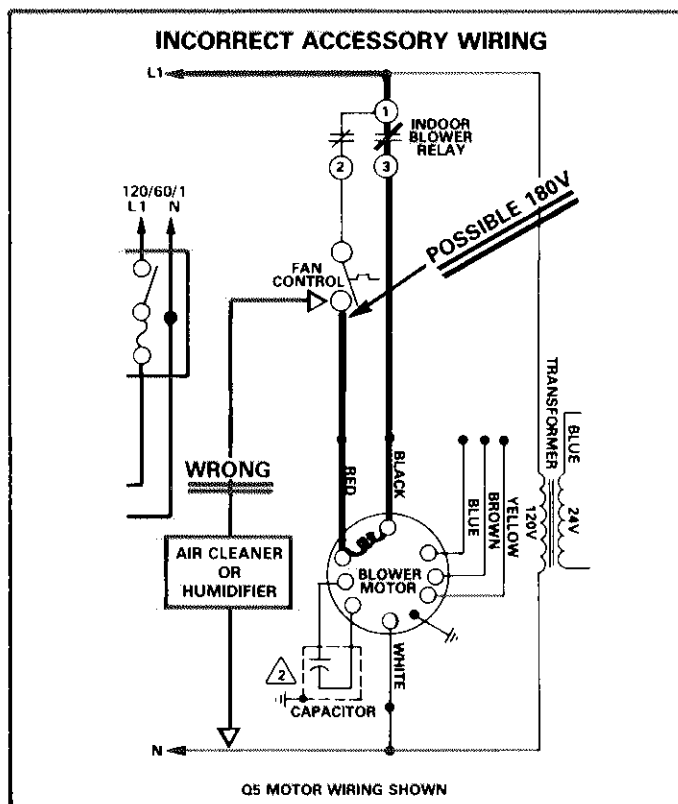 INCORRECT ACCESSORY WIRING
L1
1
INDOOR
BLOWER
RELAY
2
3
120/60/1
L1 N
POSSIBLE 180V
FAN
CONTROL
WRONG
RED
BLACK
BLUE
BROWN
YELLOW
120V
TRANSFORMER
24V
BLUE
AIR CLEANER
OR
HUMIDIFIER
BLOWER
MOTOR
WHITE
2
CAPACITOR
N
Q5 MOTOR WIRING SHOWN